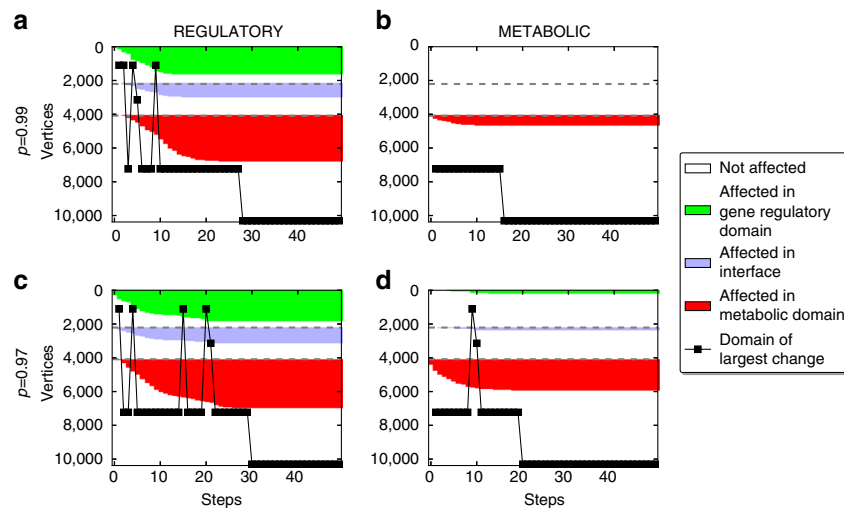 a
REGULATORY
b
METABOLIC
p=0.99
Vertices
0
2,000
4,000
6,000
8,000
10,000
0 10 20 30 40
0
2,000
4,000
6,000
8,000
10,000
0 10 20 30 40
c
d
p=0.97
Vertices
0
2,000
4,000
6,000
8,000
10,000
0 10 20 30 40
Steps
0
2,000
4,000
6,000
8,000
10,000
0 10 20 30 40
Steps
Not affected
Affected in
gene regulatory
domain
Affected in
interface
Affected in
metabolic domain
Domain of
largest change